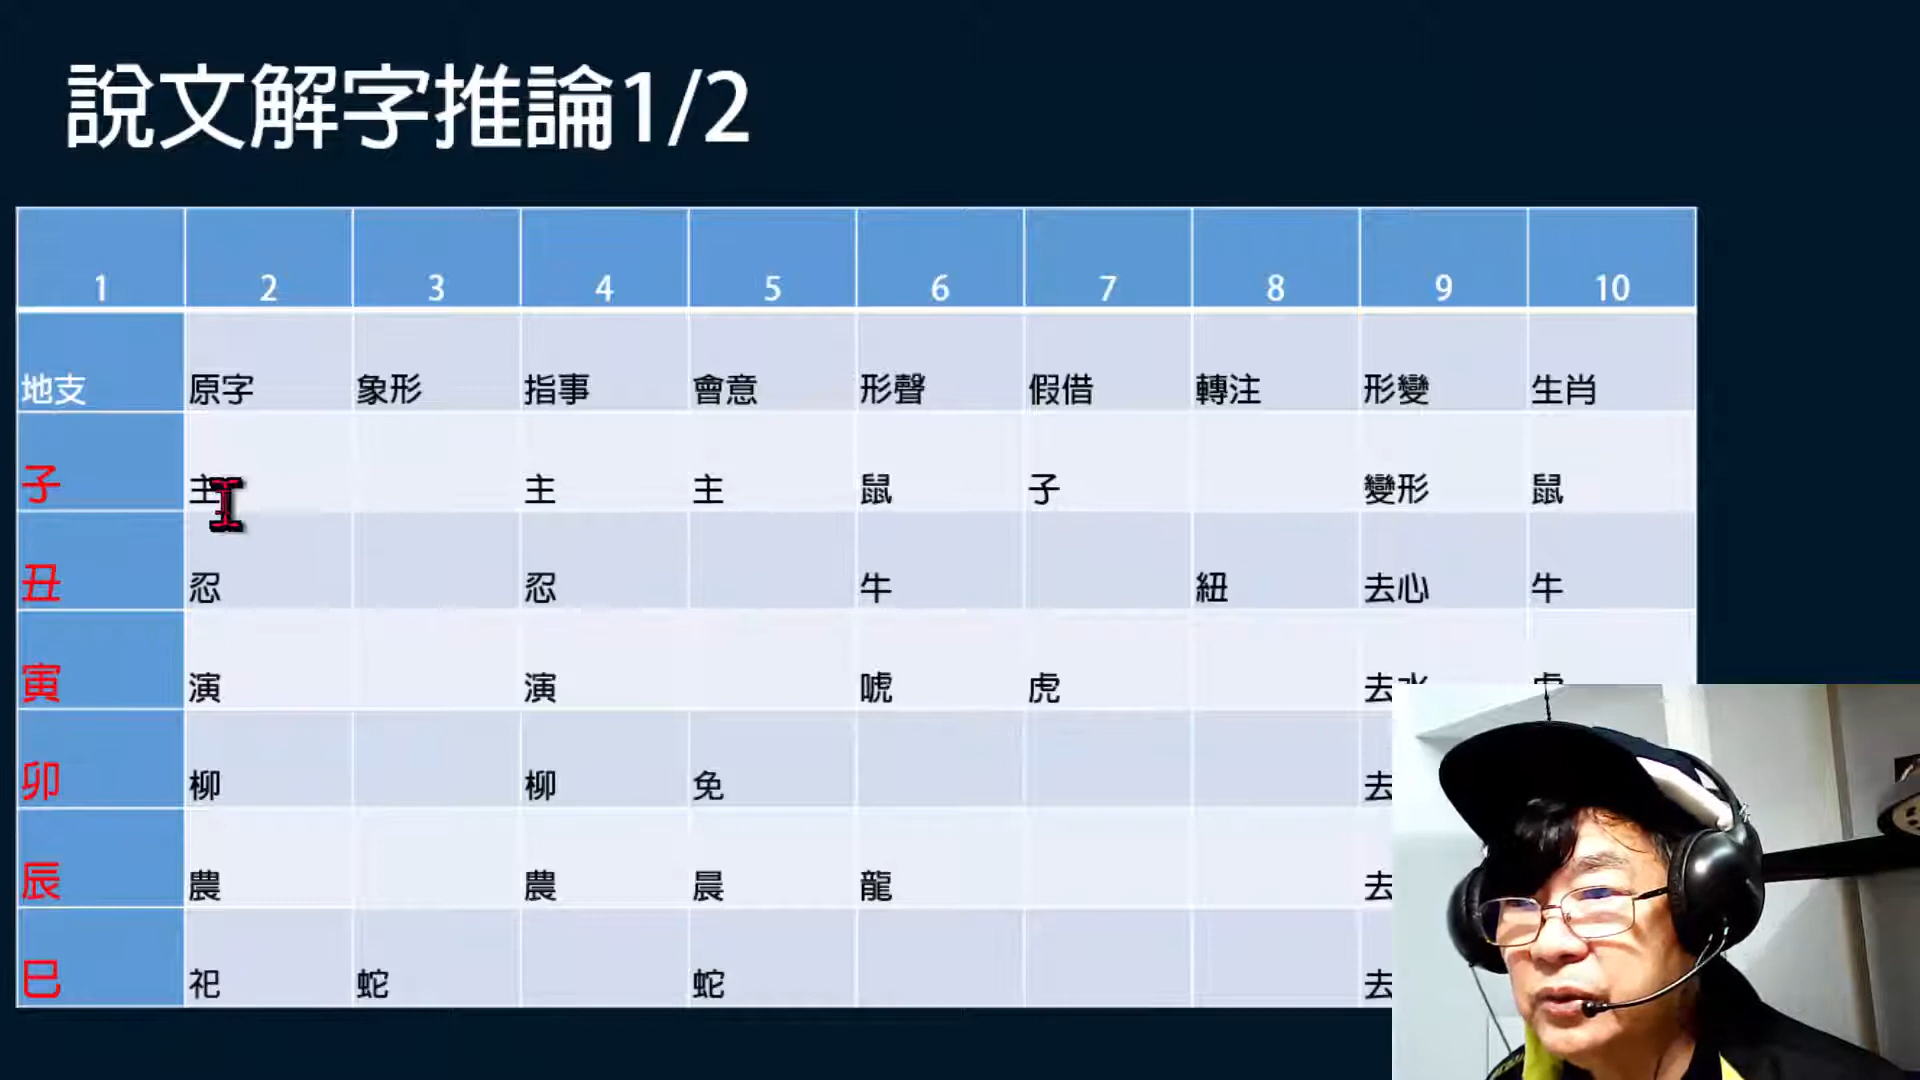 說文解字推論1/2
1 2 3 4 5 6 7 8 9 10
地支 原字 象形 指事 會意 形聲 假借 轉注 形變 生肖
子 主 主 主 鼠 子 變形 鼠
丑 忍 忍 牛 紐 去心 牛
寅 演 演 唬 虎 去水 虎
卯 柳 柳 免 去
辰 農 農 晨 龍 去
巳 祀 蛇 蛇 去